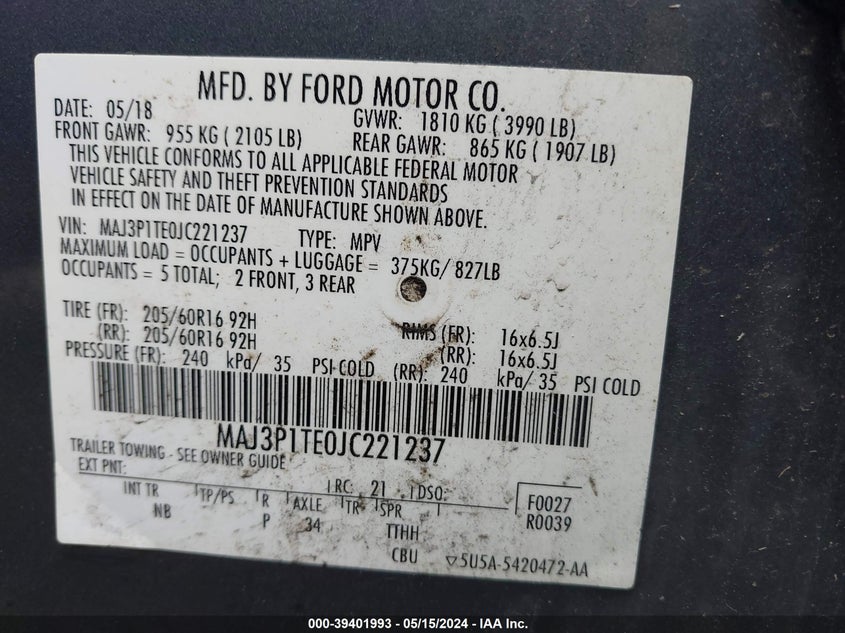 MFD. BY FORD MOTOR CO.
DATE: 05/18 GVWR: 1810 KG ( 3990 LB)
FRONT GAWR: 955 KG ( 2105 LB) REAR GAWR: 865 KG ( 1907 LB)
THIS VEHICLE CONFORMS TO ALL APPLICABLE FEDERAL MOTOR
VEHICLE SAFETY AND THEFT PREVENTION STANDARDS
IN EFFECT ON THE DATE OF MANUFACTURE SHOWN ABOVE.
VIN: MAJ3P1TE0JC221237 TYPE: MPV
MAXIMUM LOAD = OCCUPANTS + LUGGAGE = 375KG/ 827LB
OCCUPANTS = 5 TOTAL; 2 FRONT, 3 REAR
TIRE (FR): 205/60R16 92H RIMS (FR): 16x6.5J
(RR): 205/60R16 92H (RR): 16x6.5J
PRESSURE (FR): 240 kPa/ 35 PSI COLD (RR): 240 kPa/ 35 PSI COLD
MAJ3P1TE0JC221237
TRAILER TOWING - SEE OWNER GUIDE
EXT PNT: RC: 21 DSO:
INT TR TP/PS R AXLE TR SPR F0027
NB P 34 TTHH R0039
CBU ▽5U5A-5420472-AA
000-39401993 - 05/15/2024 - IAA Inc.